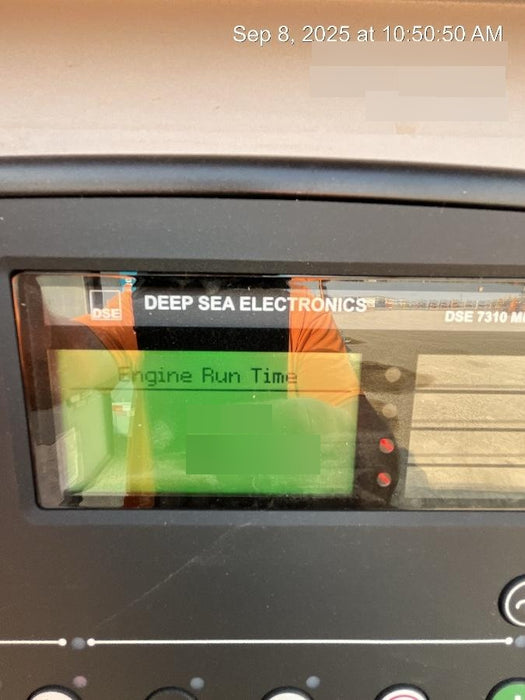 Sep 8, 2025 at 10:50:50 AM
DSE
DEEP SEA ELECTRONICS
DSE 7310 M
Engine Run Time